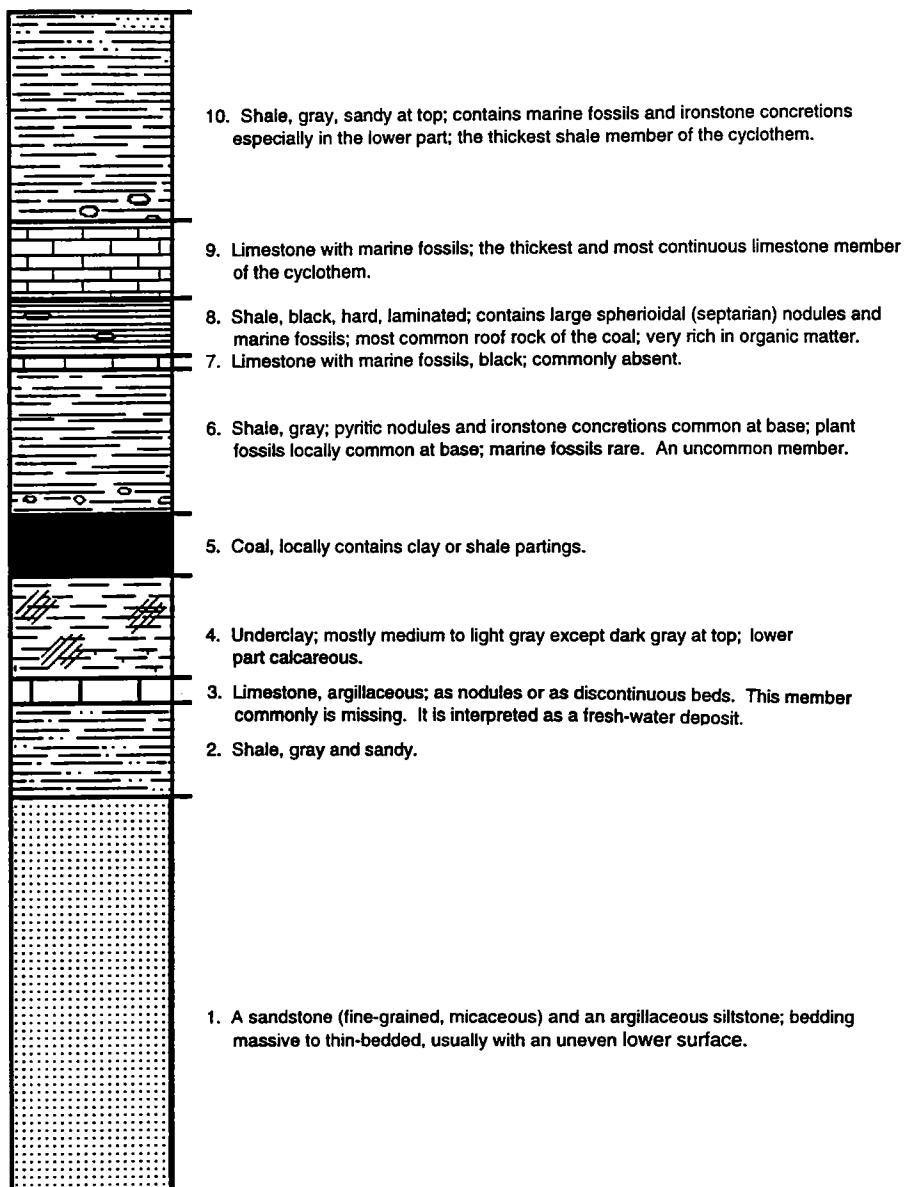 10. Shale, gray, sandy at top; contains marine fossils and ironstone concretions
especially in the lower part; the thickest shale member of the cyclothem.
9. Limestone with marine fossils; the thickest and most continuous limestone member
of the cyclothem.
8. Shale, black, hard, laminated; contains large spherioidal (septarian) nodules and
marine fossils; most common roof rock of the coal; very rich in organic matter.
7. Limestone with marine fossils, black; commonly absent.
6. Shale, gray; pyritic nodules and ironstone concretions common at base; plant
fossils locally common at base; marine fossils rare. An uncommon member.
5. Coal, locally contains clay or shale partings.
4. Underclay; mostly medium to light gray except dark gray at top; lower
part calcareous.
3. Limestone, argillaceous; as nodules or as discontinuous beds. This member
commonly is missing. It is interpreted as a fresh-water deposit.
2. Shale, gray and sandy.
1. A sandstone (fine-grained, micaceous) and an argillaceous siltstone; bedding
massive to thin-bedded, usually with an uneven lower surface.